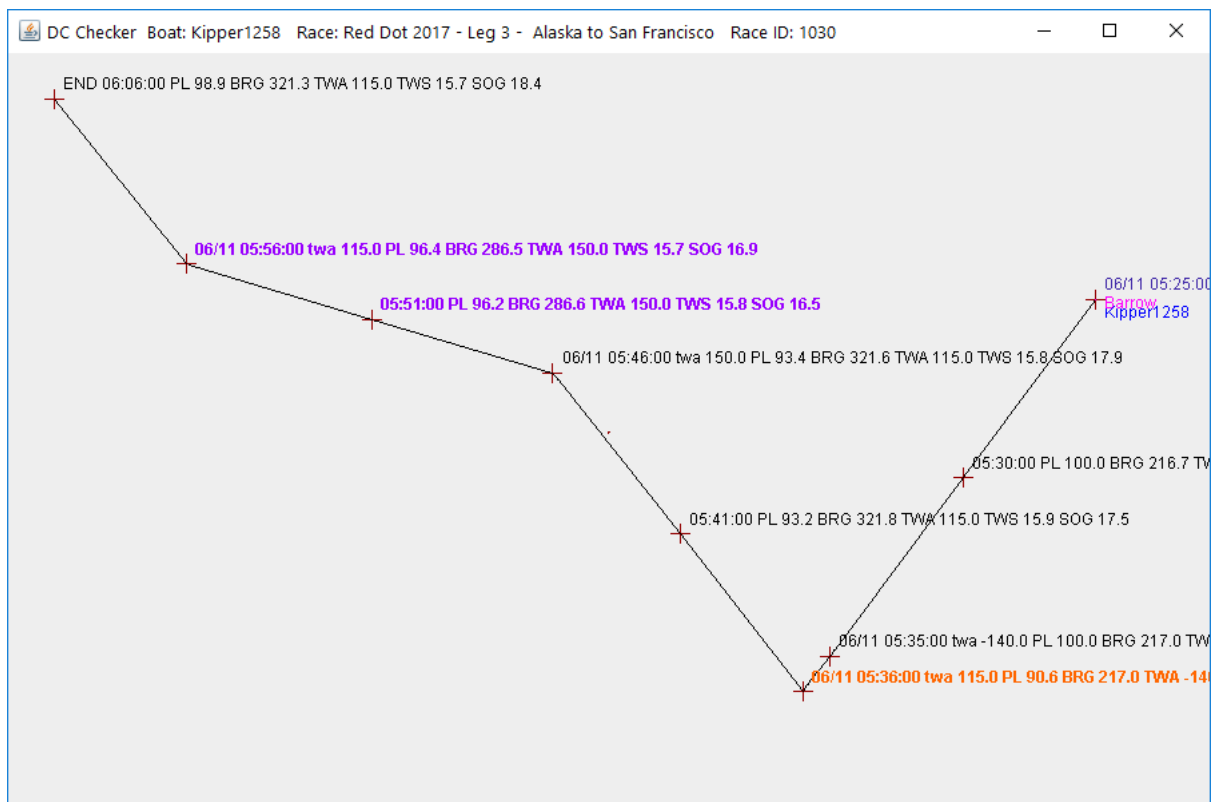 DC Checker Boat: Kipper1258 Race: Red Dot 2017 - Leg 3 - Alaska to San Francisco Race ID: 1030
END 06:06:00 PL 98.9 BRG 321.3 TWA 115.0 TWS 15.7 SOG 18.4
06/11 05:56:00 twa 115.0 PL 96.4 BRG 286.5 TWA 150.0 TWS 15.7 SOG 16.9
06/11 05:25:00
05:51:00 PL 96.2 BRG 286.6 TWA 150.0 TWS 15.8 SOG 16.5
Barrow
Kipper1258
06/11 05:46:00 twa 150.0 PL 93.4 BRG 321.6 TWA 115.0 TWS 15.8 SOG 17.9
05:30:00 PL 100.0 BRG 216.7 TW
05:41:00 PL 93.2 BRG 321.8 TWA 115.0 TWS 15.9 SOG 17.5
06/11 05:35:00 twa -140.0 PL 100.0 BRG 217.0 TW
06/11 05:36:00 twa 115.0 PL 90.6 BRG 217.0 TWA -140